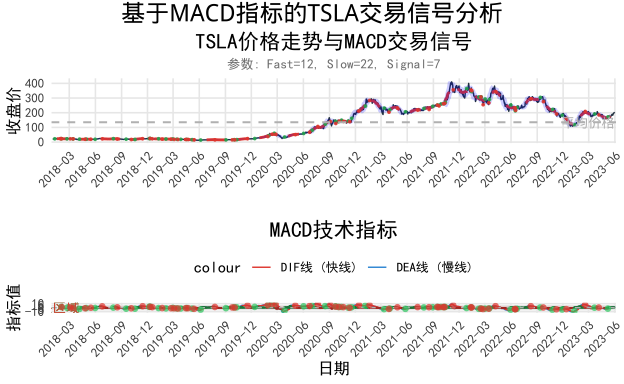 基于MACD指标的TSLA交易信号分析
TSLA价格走势与MACD交易信号
参数: Fast=12, Slow=22, Signal=7
收盘价
400
300
200
100
0
平均价格
2018-03 2018-06 2018-09 2018-12 2019-03 2019-06 2019-09 2019-12 2020-03 2020-06 2020-09 2020-12 2021-03 2021-06 2021-09 2021-12 2022-03 2022-06 2022-09 2022-12 2023-03 2023-06
MACD技术指标
colour DIF线 (快线) DEA线 (慢线)
指标值
区域
2018-03 2018-06 2018-09 2018-12 2019-03 2019-06 2019-09 2019-12 2020-03 2020-06 2020-09 2020-12 2021-03 2021-06 2021-09 2021-12 2022-03 2022-06 2022-09 2022-12 2023-03 2023-06
日期